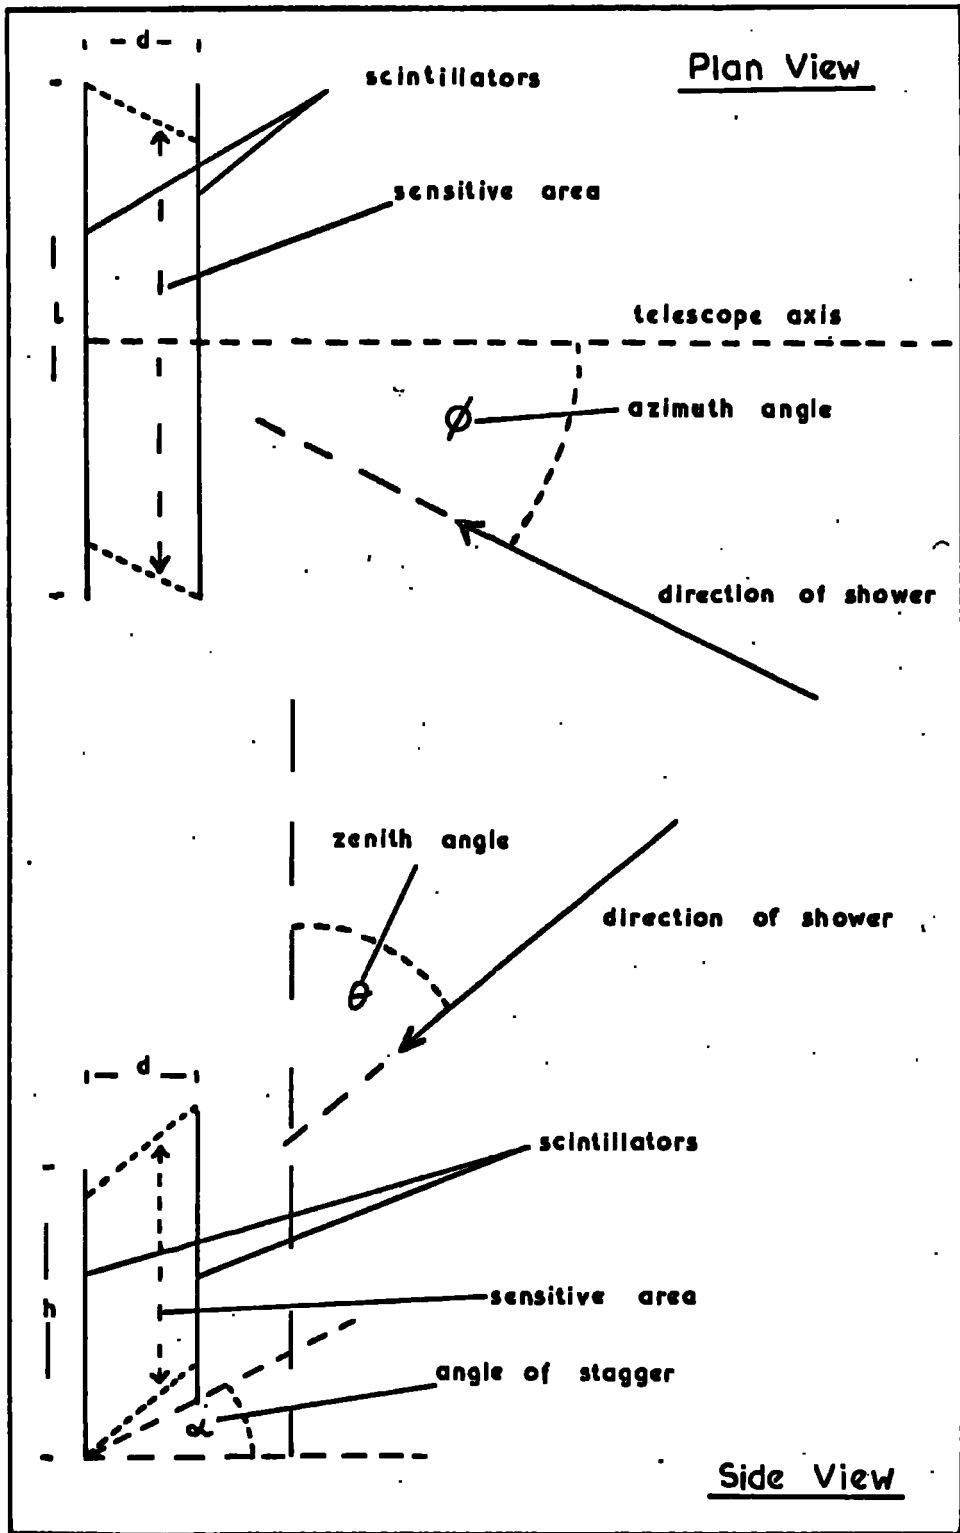 d
Plan View
scintillators
sensitive area
l
telescope axis
ϕ
azimuth angle
direction of shower
zenith angle
direction of shower
θ
d
scintillators
h
sensitive area
angle of stagger
α
Side View